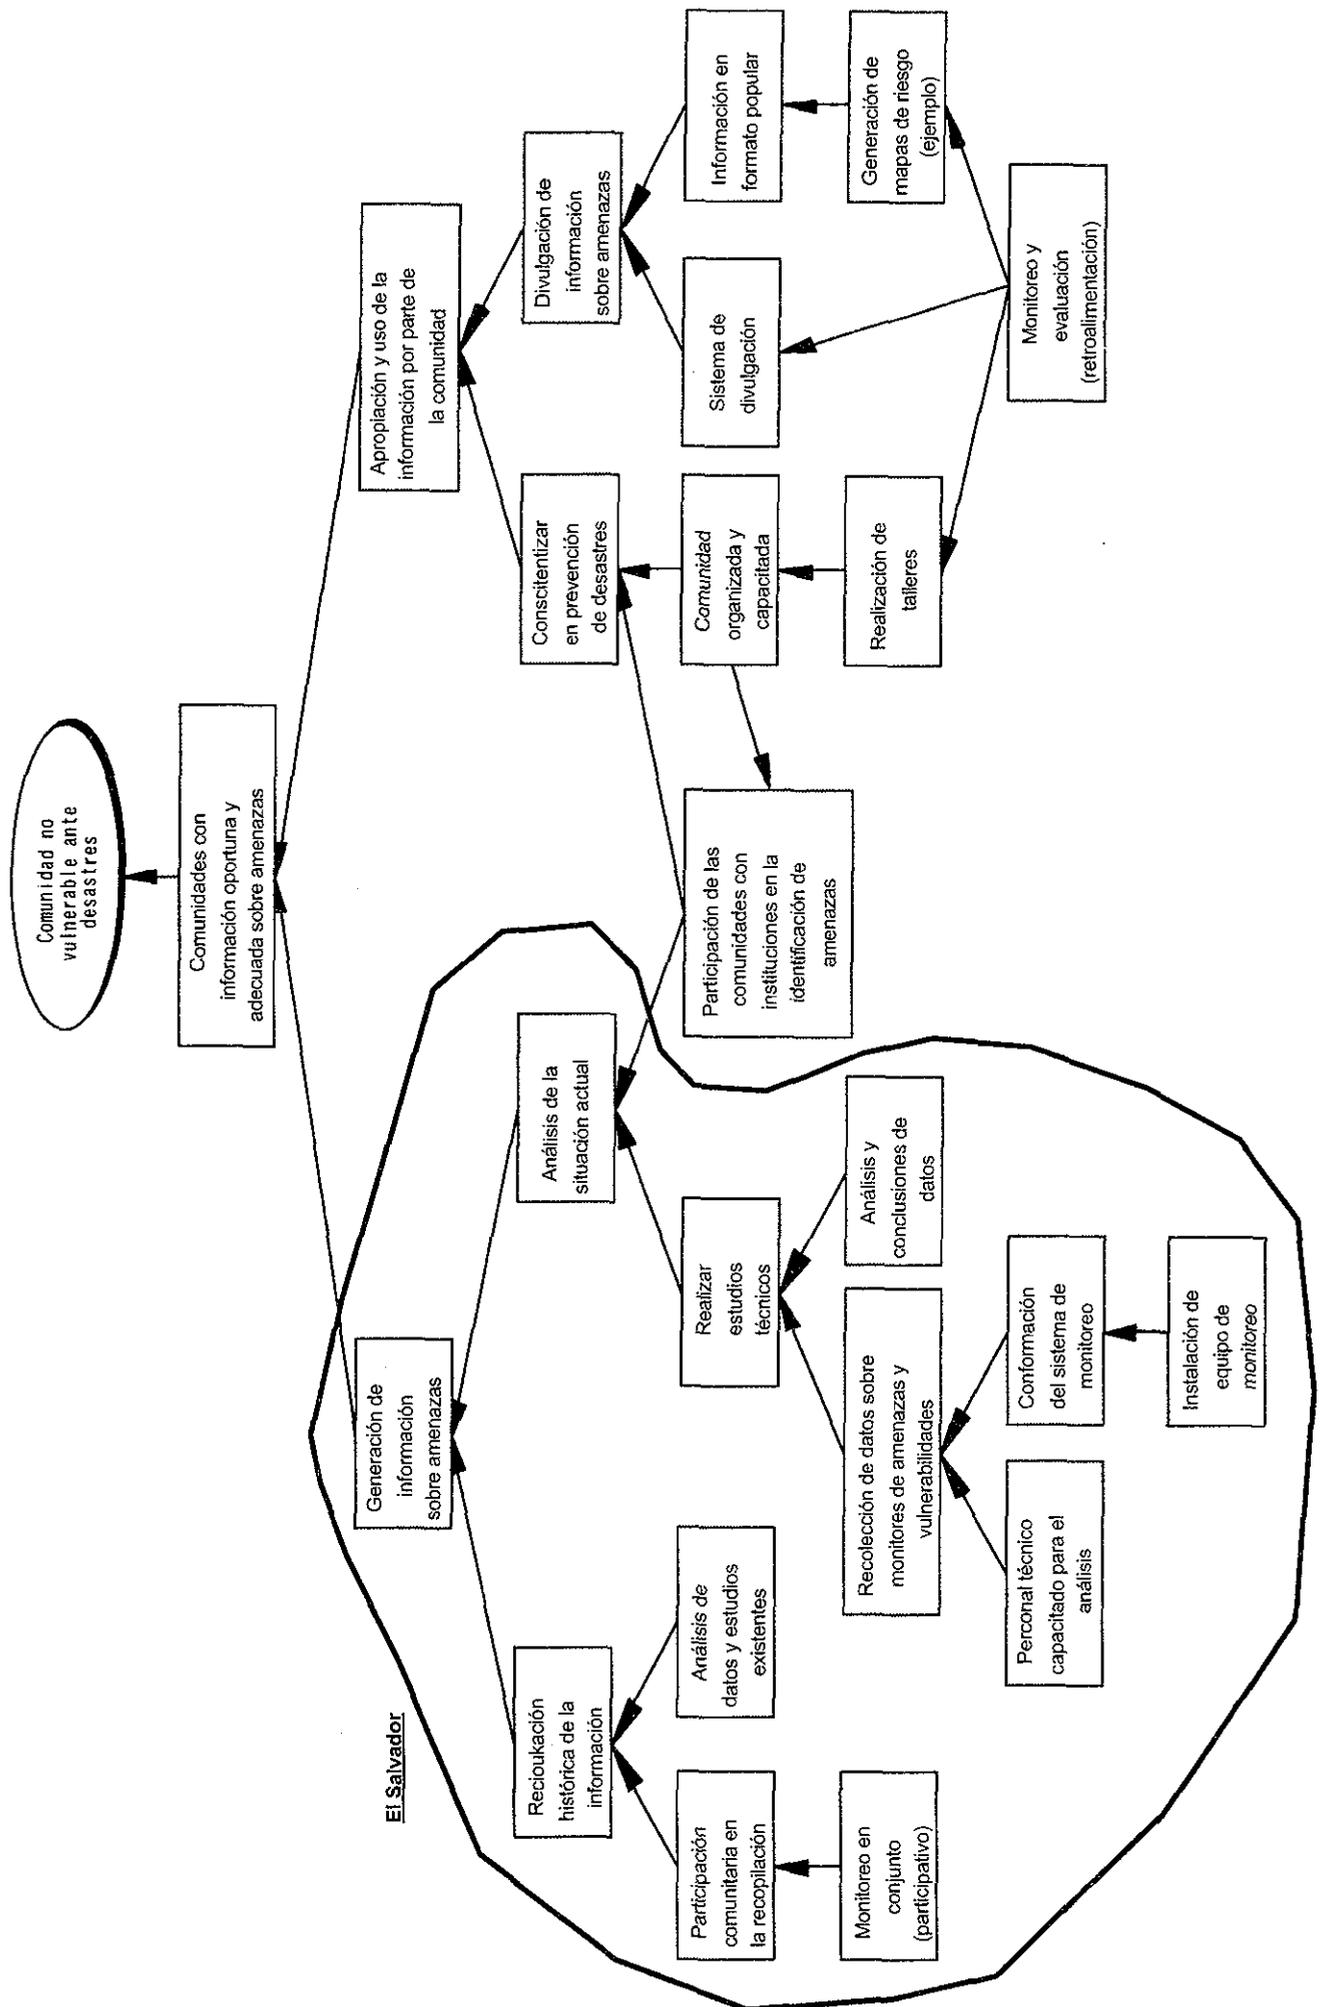 El Salvador
Comunidad no
vulnerable ante
desastres
Comunidades con
información oportuna y
adecuada sobre amenazas
Generación de
información
sobre amenazas
Apropiación y uso de la
información por parte de
la comunidad
Recioukación
histórica de la
información
Análisis de la
situación actual
Conscitentizar
en prevención
de desastres
Divulgación de
información
sobre amenazas
Participación
comunitaria en
la recopilación
Análisis de
datos y estudios
existentes
Realizar
estudios
técnicos
Participación de las
comunidades con
instituciones en la
identificación de
amenazas
Comunidad
organizada y
capacitada
Sistema de
divulgación
Información en
formato popular
Monitoreo en
conjunto
(participativo)
Recolección de datos sobre
monitores de amenazas y
vulnerabilidades
Análisis y
conclusiones de
datos
Realización de
talleres
Generación de
mapas de riesgo
(ejemplo)
Perconal técnico
capacitado para el
análisis
Conformación
del sistema de
monitoreo
Monitoreo y
evaluación
(retroalimentación)
Instalación de
equipo de
monitoreo